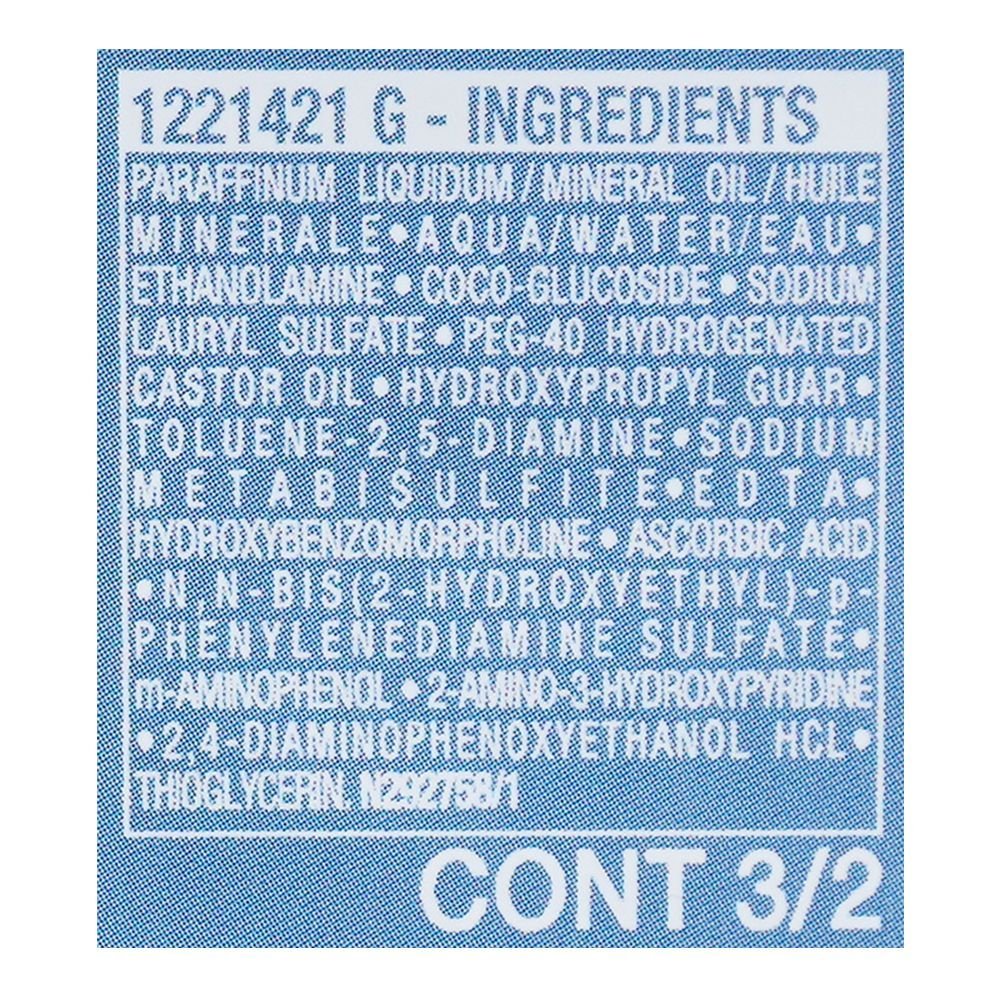 1221421 G - INGREDIENTS
PARAFFINUM LIQUIDUM / MINERAL OIL / HUILE
MINERALE • AQUA/WATER/EAU •
ETHANOLAMINE • COCO-GLUCOSIDE • SODIUM
LAURYL SULFATE • PEG-40 HYDROGENATED
CASTOR OIL • HYDROXYPROPYL GUAR •
TOLUENE-2,5-DIAMINE • SODIUM
METABISULFITE • EDTA •
HYDROXYBENZOMORPHOLINE • ASCORBIC ACID
• N,N-BIS(2-HYDROXYETHYL)-p-
PHENYLENEDIAMINE SULFATE •
m-AMINOPHENOL • 2-AMINO-3-HYDROXYPYRIDINE
• 2,4-DIAMINOPHENOXYETHANOL HCL •
THIOGLYCERIN, N292758/1
CONT 3/2